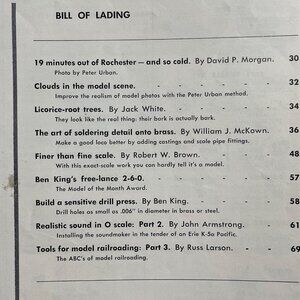 BILL OF LADING
19 minutes out of Rochester — and so cold. By David P. Morgan. 30
Photo by Peter Urban.
Clouds in the model scene. - - - - - 32
Improve the realism of model photos with the Peter Urban method.
Licorice-root trees. By Jack White. - - - - 34
They look like the real thing: their bark is actually bark.
The art of soldering detail onto brass. By William J. McKown. 36
Make a good loco better by adding castings and scale pipe fittings.
Finer than fine scale. By Robert W. Brown. - - - 48
With this exact-scale work you can hardly tell it's a model.
Ben King's free-lance 2-6-0. - - - - - 57
The Model of the Month Award.
Build a sensitive drill press. By Ben King. - - - 58
Drill holes as small as .006" in diameter in brass or steel.
Realistic sound in O scale: Part 2. By John Armstrong. - 61
Installing the soundmaker in the tender of an Erie K-5a Pacific.
Tools for model railroading: Part 3. By Russ Larson. - 69
The ABC's of model railroading.